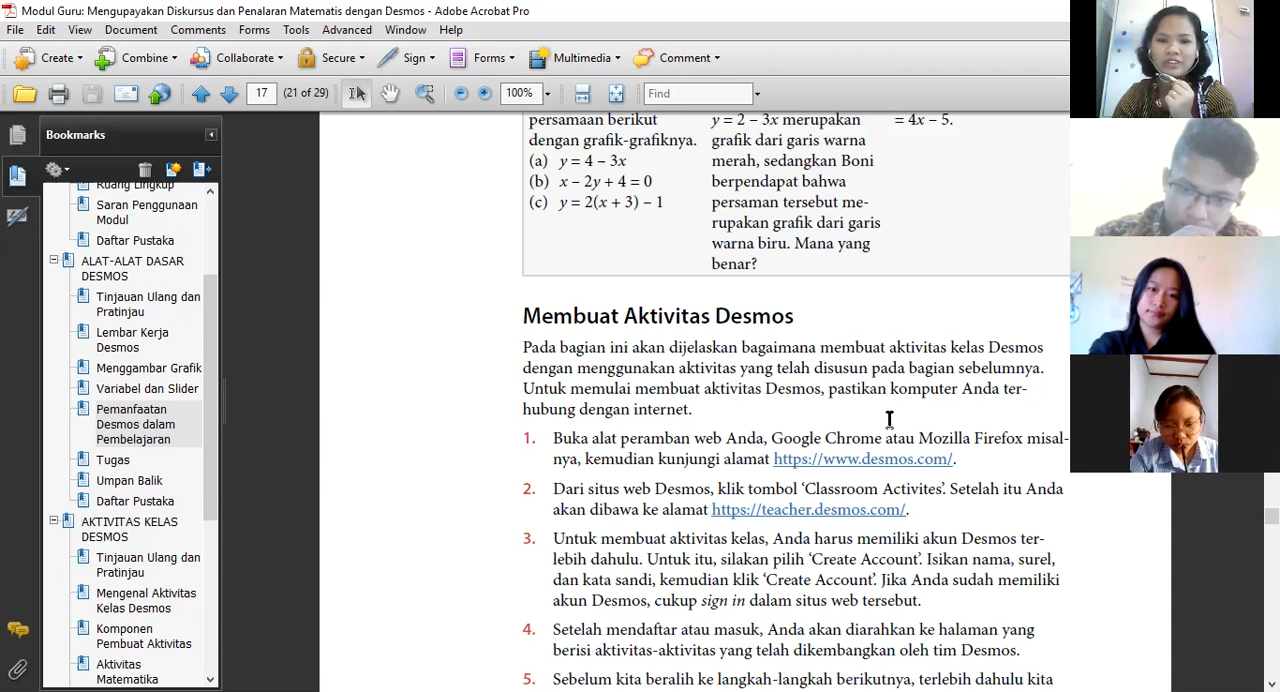 Modul Guru: Mengupayakan Diskursus dan Penalaran Matematis dengan Desmos - Adobe Acrobat Pro
File Edit View Document Comments Forms Tools Advanced Window Help
Create Combine Collaborate Secure Sign Forms Multimedia Comment
17 (21 of 29) 100% Find
Bookmarks
Ruang Lingkup
Saran Penggunaan
Modul
Daftar Pustaka
ALAT-ALAT DASAR
DESMOS
Tinjauan Ulang dan
Pratinjau
Lembar Kerja
Desmos
Menggambar Grafik
Variabel dan Slider
Pemanfaatan
Desmos dalam
Pembelajaran
Tugas
Umpan Balik
Daftar Pustaka
AKTIVITAS KELAS
DESMOS
Tinjauan Ulang dan
Pratinjau
Mengenal Aktivitas
Kelas Desmos
Komponen
Pembuat Aktivitas
Aktivitas
Matematika
persamaan berikut
dengan grafik-grafiknya.
(a) y = 4 – 3x
(b) x – 2y + 4 = 0
(c) y = 2(x + 3) – 1
y = 2 – 3x merupakan
grafik dari garis warna
merah, sedangkan Boni
berpendapat bahwa
persaman tersebut me-
rupakan grafik dari garis
warna biru. Mana yang
benar?
= 4x – 5.
Membuat Aktivitas Desmos
Pada bagian ini akan dijelaskan bagaimana membuat aktivitas kelas Desmos
dengan menggunakan aktivitas yang telah disusun pada bagian sebelumnya.
Untuk memulai membuat aktivitas Desmos, pastikan komputer Anda ter-
hubung dengan internet.
1. Buka alat peramban web Anda, Google Chrome atau Mozilla Firefox misal-
nya, kemudian kunjungi alamat https://www.desmos.com/.
2. Dari situs web Desmos, klik tombol ‘Classroom Activites’. Setelah itu Anda
akan dibawa ke alamat https://teacher.desmos.com/.
3. Untuk membuat aktivitas kelas, Anda harus memiliki akun Desmos ter-
lebih dahulu. Untuk itu, silakan pilih ‘Create Account’. Isikan nama, surel,
dan kata sandi, kemudian klik ‘Create Account’. Jika Anda sudah memiliki
akun Desmos, cukup sign in dalam situs web tersebut.
4. Setelah mendaftar atau masuk, Anda akan diarahkan ke halaman yang
berisi aktivitas-aktivitas yang telah dikembangkan oleh tim Desmos.
5. Sebelum kita beralih ke langkah-langkah berikutnya, terlebih dahulu kita